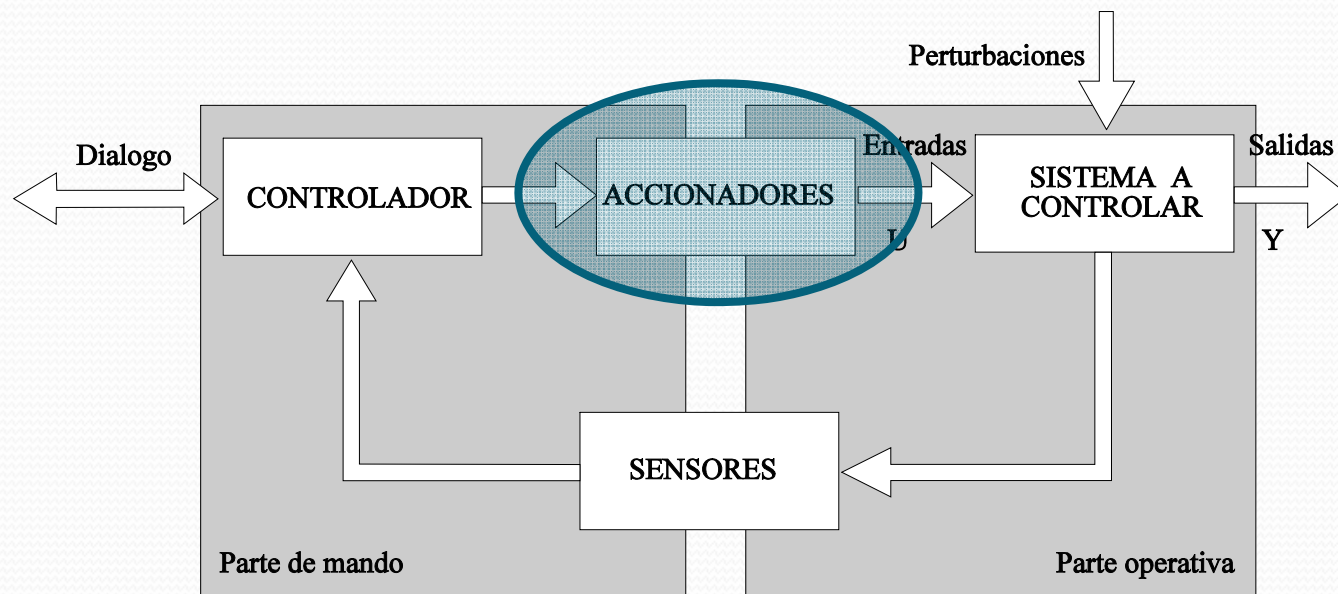 Perturbaciones
Dialogo
Entradas
Salidas
CONTROLADOR
ACCIONADORES
SISTEMA A
CONTROLAR
U
Y
SENSORES
Parte de mando
Parte operativa